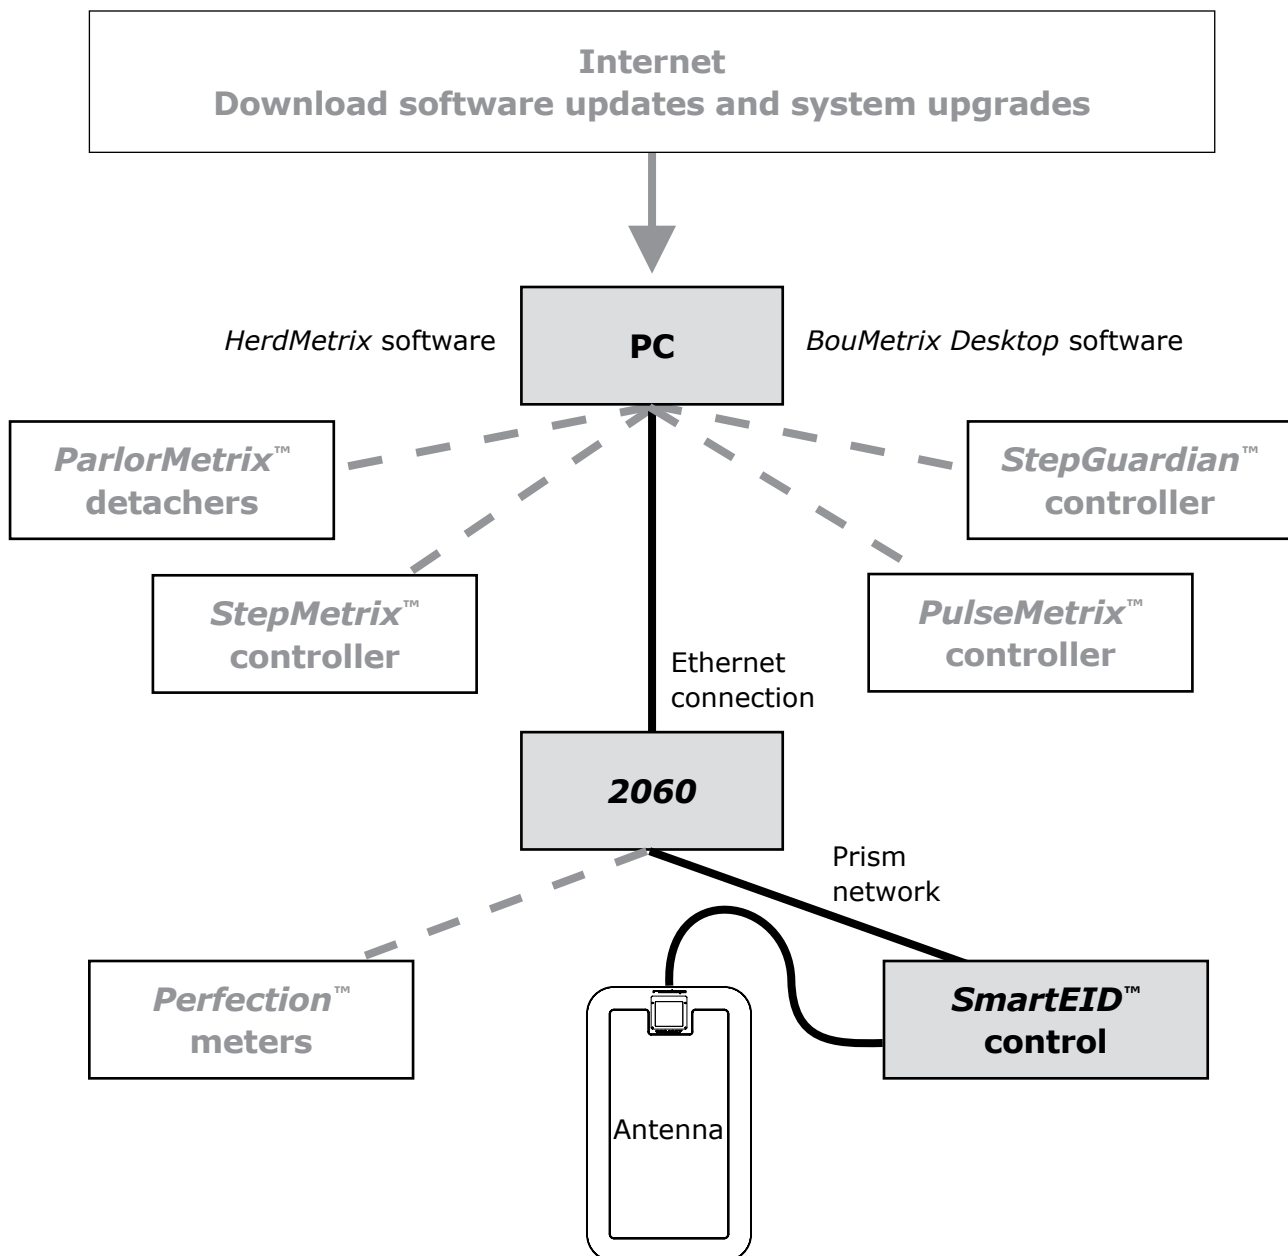 Internet
Download software updates and system upgrades
HerdMetrix software
PC
BouMetrix Desktop software
ParlorMetrix™
detachers
StepGuardian™
controller
StepMetrix™
controller
PulseMetrix™
controller
Ethernet
connection
2060
Prism
network
Perfection™
meters
SmartEID™
control
Antenna